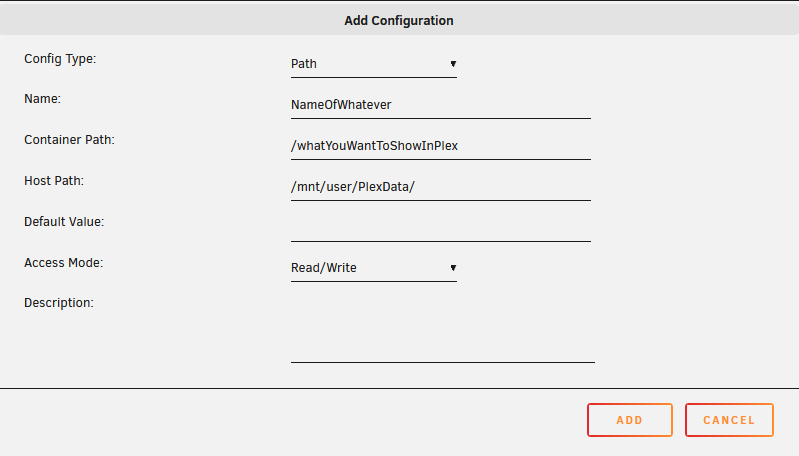 Add Configuration
Config Type: Path
Name: NameOfWhatever
Container Path: /whatYouWantToShowInPlex
Host Path: /mnt/user/PlexData/
Default Value:
Access Mode: Read/Write
Description:
ADD CANCEL